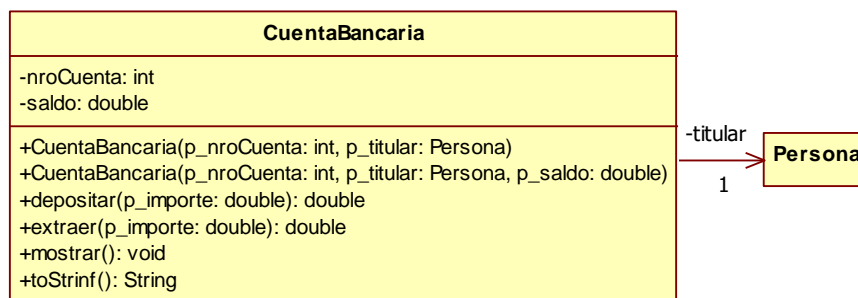 CuentaBancaria
-nroCuenta: int
-saldo: double
+CuentaBancaria(p_nroCuenta: int, p_titular: Persona)
+CuentaBancaria(p_nroCuenta: int, p_titular: Persona, p_saldo: double)
+depositar(p_importe: double): double
+extraer(p_importe: double): double
+mostrar(): void
+toStrinf(): String
-titular
1
Persona